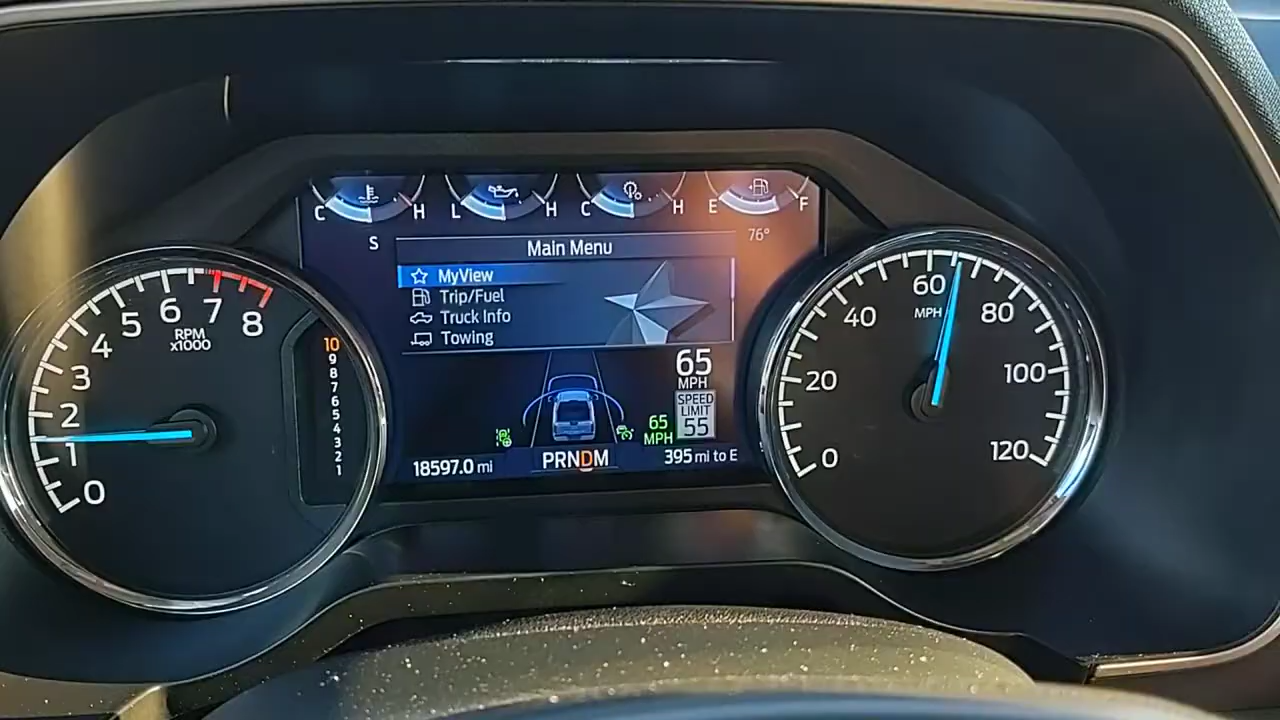 C H L H C H E F
S
76°
Main Menu
MyView
Trip/Fuel
Truck Info
Towing
65
MPH
SPEED
LIMIT
55
65
MPH
18597.0 mi
PRNDM
395 mi to E
0
1
2
3
4
5
6
7
8
RPM
x1000
10
9
8
7
6
5
4
3
2
1
0
20
40
60
80
100
120
MPH